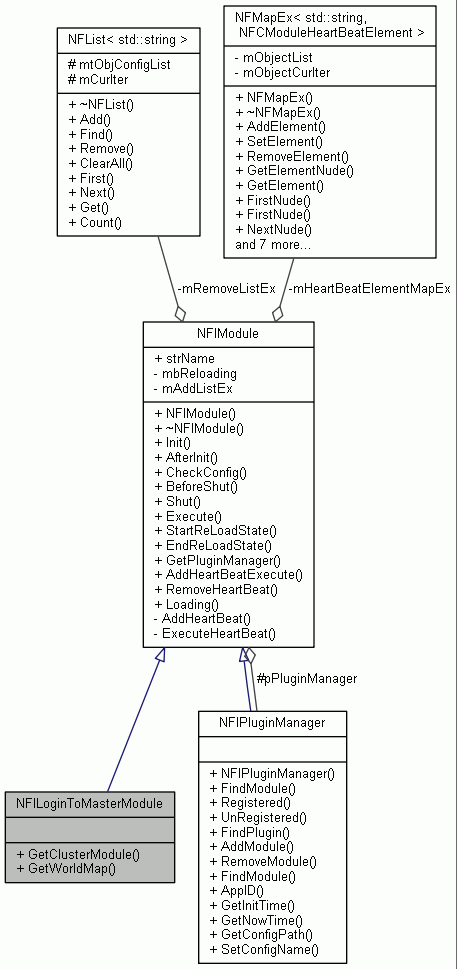 NFList< std::string >
# mtObjConfigList
# mCurIter
+ ~NFList()
+ Add()
+ Find()
+ Remove()
+ ClearAll()
+ First()
+ Next()
+ Get()
+ Count()
NFMapEx< std::string,
NFCModuleHeartBeatElement >
- mObjectList
- mObjectCurIter
+ NFMapEx()
+ ~NFMapEx()
+ AddElement()
+ SetElement()
+ RemoveElement()
+ GetElementNude()
+ GetElement()
+ FirstNude()
+ FirstNude()
+ NextNude()
and 7 more...
-mRemoveListEx
-mHeartBeatElementMapEx
NFIModule
+ strName
- mbReloading
- mAddListEx
+ NFIModule()
+ ~NFIModule()
+ Init()
+ AfterInit()
+ CheckConfig()
+ BeforeShut()
+ Shut()
+ Execute()
+ StartReLoadState()
+ EndReLoadState()
+ GetPluginManager()
+ AddHeartBeatExecute()
+ RemoveHeartBeat()
+ Loading()
- AddHeartBeat()
- ExecuteHeartBeat()
#pPluginManager
NFILoginToMasterModule
+ GetClusterModule()
+ GetWorldMap()
NFIPluginManager
+ NFIPluginManager()
+ FindModule()
+ Registered()
+ UnRegistered()
+ FindPlugin()
+ AddModule()
+ RemoveModule()
+ FindModule()
+ AppID()
+ GetInitTime()
+ GetNowTime()
+ GetConfigPath()
+ SetConfigName()